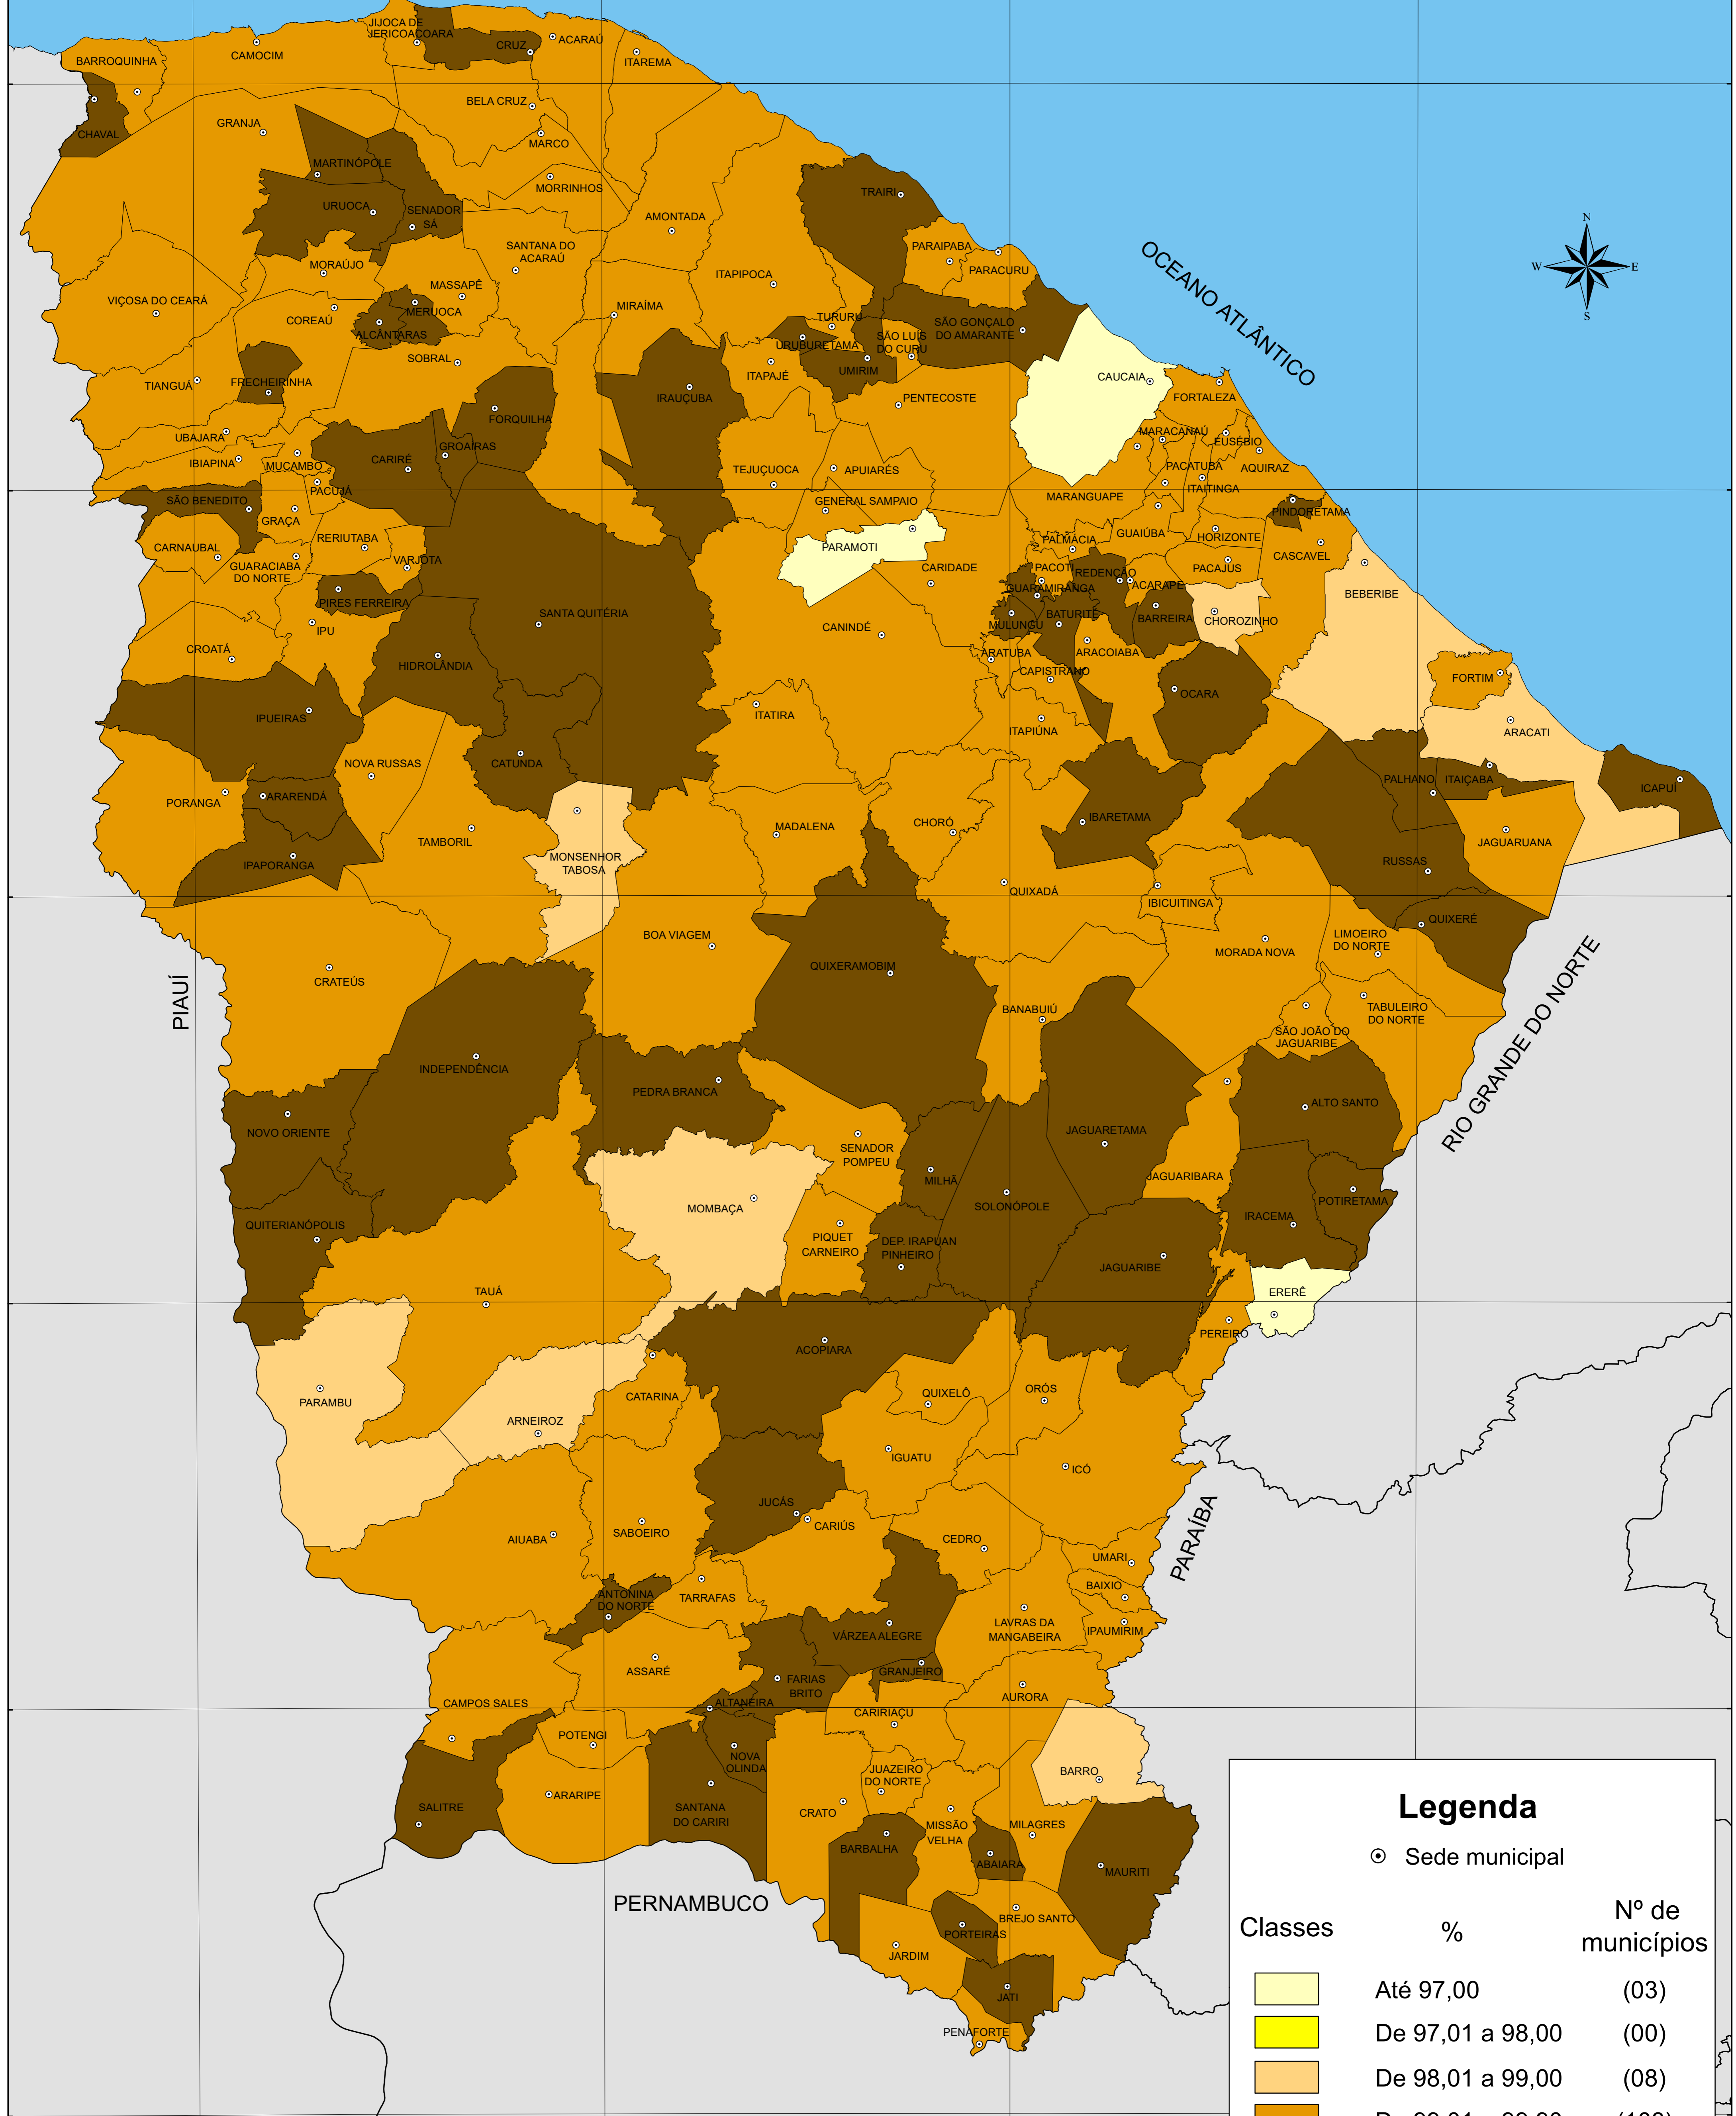 JIJOCA DE
JERICOACOARA
CRUZ
ACARAÚ
BARROQUINHA
CAMOCIM
ITAREMA
BELA CRUZ
CHAVAL
GRANJA
MARCO
MARTINÓPOLE
MORRINHOS
TRAIRI
URUOCA
SENADOR
SÁ
AMONTADA
N
W
E
S
SANTANA DO
ACARAÚ
PARAIPABA
PARACURU
OCEANO ATLÂNTICO
MORAÚJO
ITAPIPOCA
MASSAPÊ
VIÇOSA DO CEARÁ
MIRAÍMA
MERUOCA
COREAÚ
TURURU
SÃO GONÇALO
DO AMARANTE
ALCÂNTARAS
URUBURETAMA
SÃO LUÍS
DO CURU
SOBRAL
UMIRIM
ITAPAJÉ
CAUCAIA
TIANGUÁ
FRECHEIRINHA
IRAUÇUBA
PENTECOSTE
FORTALEZA
FORQUILHA
UBAJARA
MARACANAÚ
EUSÉBIO
GROAÍRAS
IBIAPINA
MUCAMBO
CARIRÉ
TEJUÇUOCA
APUIARÉS
PACATUBA
AQUIRAZ
PACUJÁ
ITAITINGA
SÃO BENEDITO
GENERAL SAMPAIO
MARANGUAPE
GRAÇA
PINDORETAMA
RERIUTABA
GUAIÚBA
HORIZONTE
CARNAUBAL
PARAMOTI
PALMÁCIA
CASCAVEL
VARJOTA
GUARACIABA
DO NORTE
CARIDADE
PACOTI
REDENÇÃO
PACAJUS
GUARAMIRANGA
ACARAPE
BEBERIBE
PIRES FERREIRA
SANTA QUITÉRIA
MULUNGU
BATURITÉ
BARREIRA
CHOROZINHO
IPU
CANINDÉ
CROATÁ
ARATUBA
ARACOIABA
HIDROLÂNDIA
CAPISTRANO
FORTIM
OCARA
IPUEIRAS
ITATIRA
ITAPIÚNA
ARACATI
NOVA RUSSAS
CATUNDA
PALHANO
ITAIÇABA
ICAPUÍ
PORANGA
ARARENDÁ
IBARETAMA
MADALENA
CHORÓ
TAMBORIL
JAGUARUANA
IPAPORANGA
MONSENHOR
TABOSA
RUSSAS
QUIXADÁ
IBICUITINGA
QUIXERÉ
BOA VIAGEM
LIMOEIRO
DO NORTE
MORADA NOVA
QUIXERAMOBIM
CRATEÚS
PIAUÍ
BANABUIÚ
TABULEIRO
DO NORTE
SÃO JOÃO DO
JAGUARIBE
RIO GRANDE DO NORTE
INDEPENDÊNCIA
PEDRA BRANCA
ALTO SANTO
NOVO ORIENTE
JAGUARETAMA
SENADOR
POMPEU
MILHÃ
JAGUARIBARA
POTIRETAMA
MOMBAÇA
SOLONÓPOLE
IRACEMA
QUITERIANÓPOLIS
PIQUET
CARNEIRO
DEP. IRAPUAN
PINHEIRO
JAGUARIBE
TAUÁ
ERERÊ
PEREIRO
ACOPIARA
PARAMBU
CATARINA
QUIXELÔ
ORÓS
ARNEIROZ
IGUATU
ICÓ
JUCÁS
CARIÚS
PARAÍBA
AIUABA
SABOEIRO
CEDRO
UMARI
BAIXIO
ANTONINA
DO NORTE
TARRAFAS
LAVRAS DA
MANGABEIRA
IPAUMIRIM
VÁRZEA ALEGRE
ASSARÉ
GRANJEIRO
FARIAS
BRITO
AURORA
CAMPOS SALES
ALTANEIRA
CARIRIAÇU
POTENGI
NOVA
OLINDA
BARRO
JUAZEIRO
DO NORTE
ARARIPE
SALITRE
SANTANA
DO CARIRI
CRATO
MISSÃO
VELHA
MILAGRES
BARBALHA
ABAIARA
MAURITI
PERNAMBUCO
BREJO SANTO
PORTEIRAS
JARDIM
JATI
PENAFORTE
Legenda
Sede municipal
Classes
%
Nº de
municípios
Até 97,00
(03)
De 97,01 a 98,00
(00)
De 98,01 a 99,00
(08)